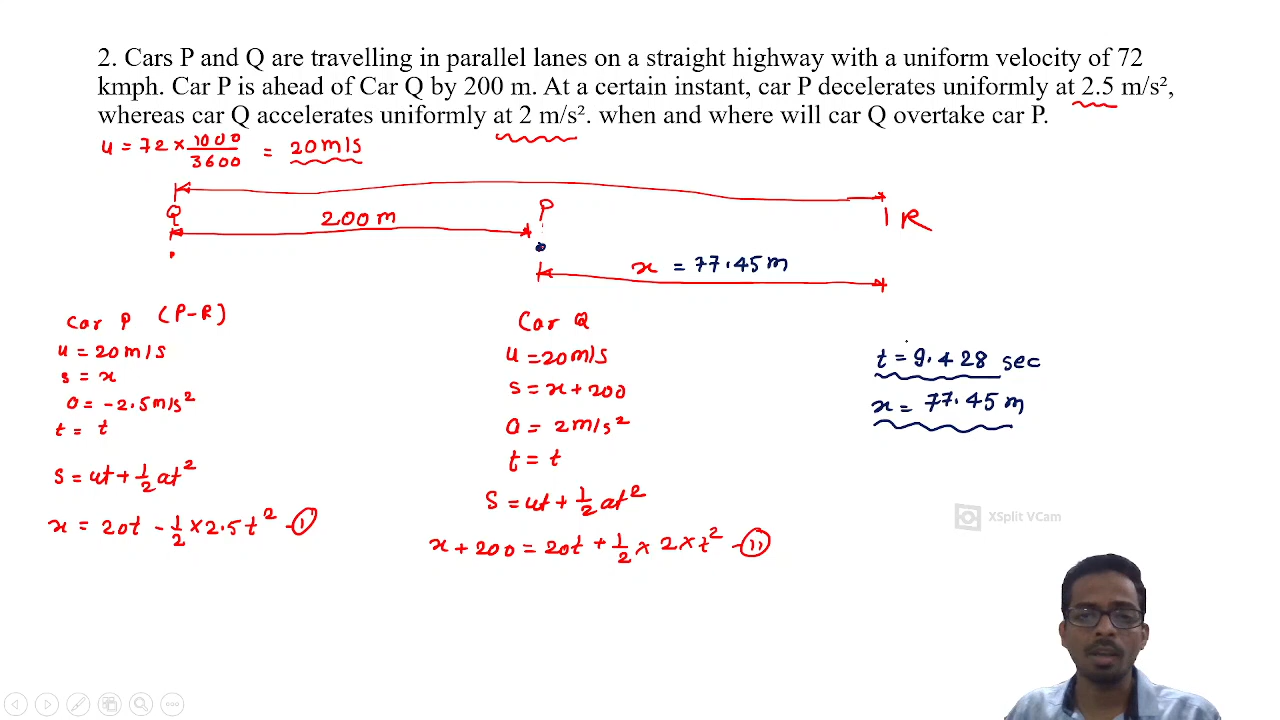 2. Cars P and Q are travelling in parallel lanes on a straight highway with a uniform velocity of 72
kmph. Car P is ahead of Car Q by 200 m. At a certain instant, car P decelerates uniformly at 2.5 m/s²,
whereas car Q accelerates uniformly at 2 m/s². when and where will car Q overtake car P.
u = 72 × 1000/3600 = 20 m/s
Q
200 m
P
R
x = 77.45 m
Car P (P-R)
u = 20 m/s
s = x
a = -2.5 m/s²
t = t
s = ut + 1/2 at²
x = 20t - 1/2 × 2.5 t² - I
Car Q
u = 20 m/s
s = x + 200
a = 2 m/s²
t = t
S = ut + 1/2 at²
x + 200 = 20t + 1/2 × 2 × t² - II
t = 9.428 sec
x = 77.45 m
XSplit VCam